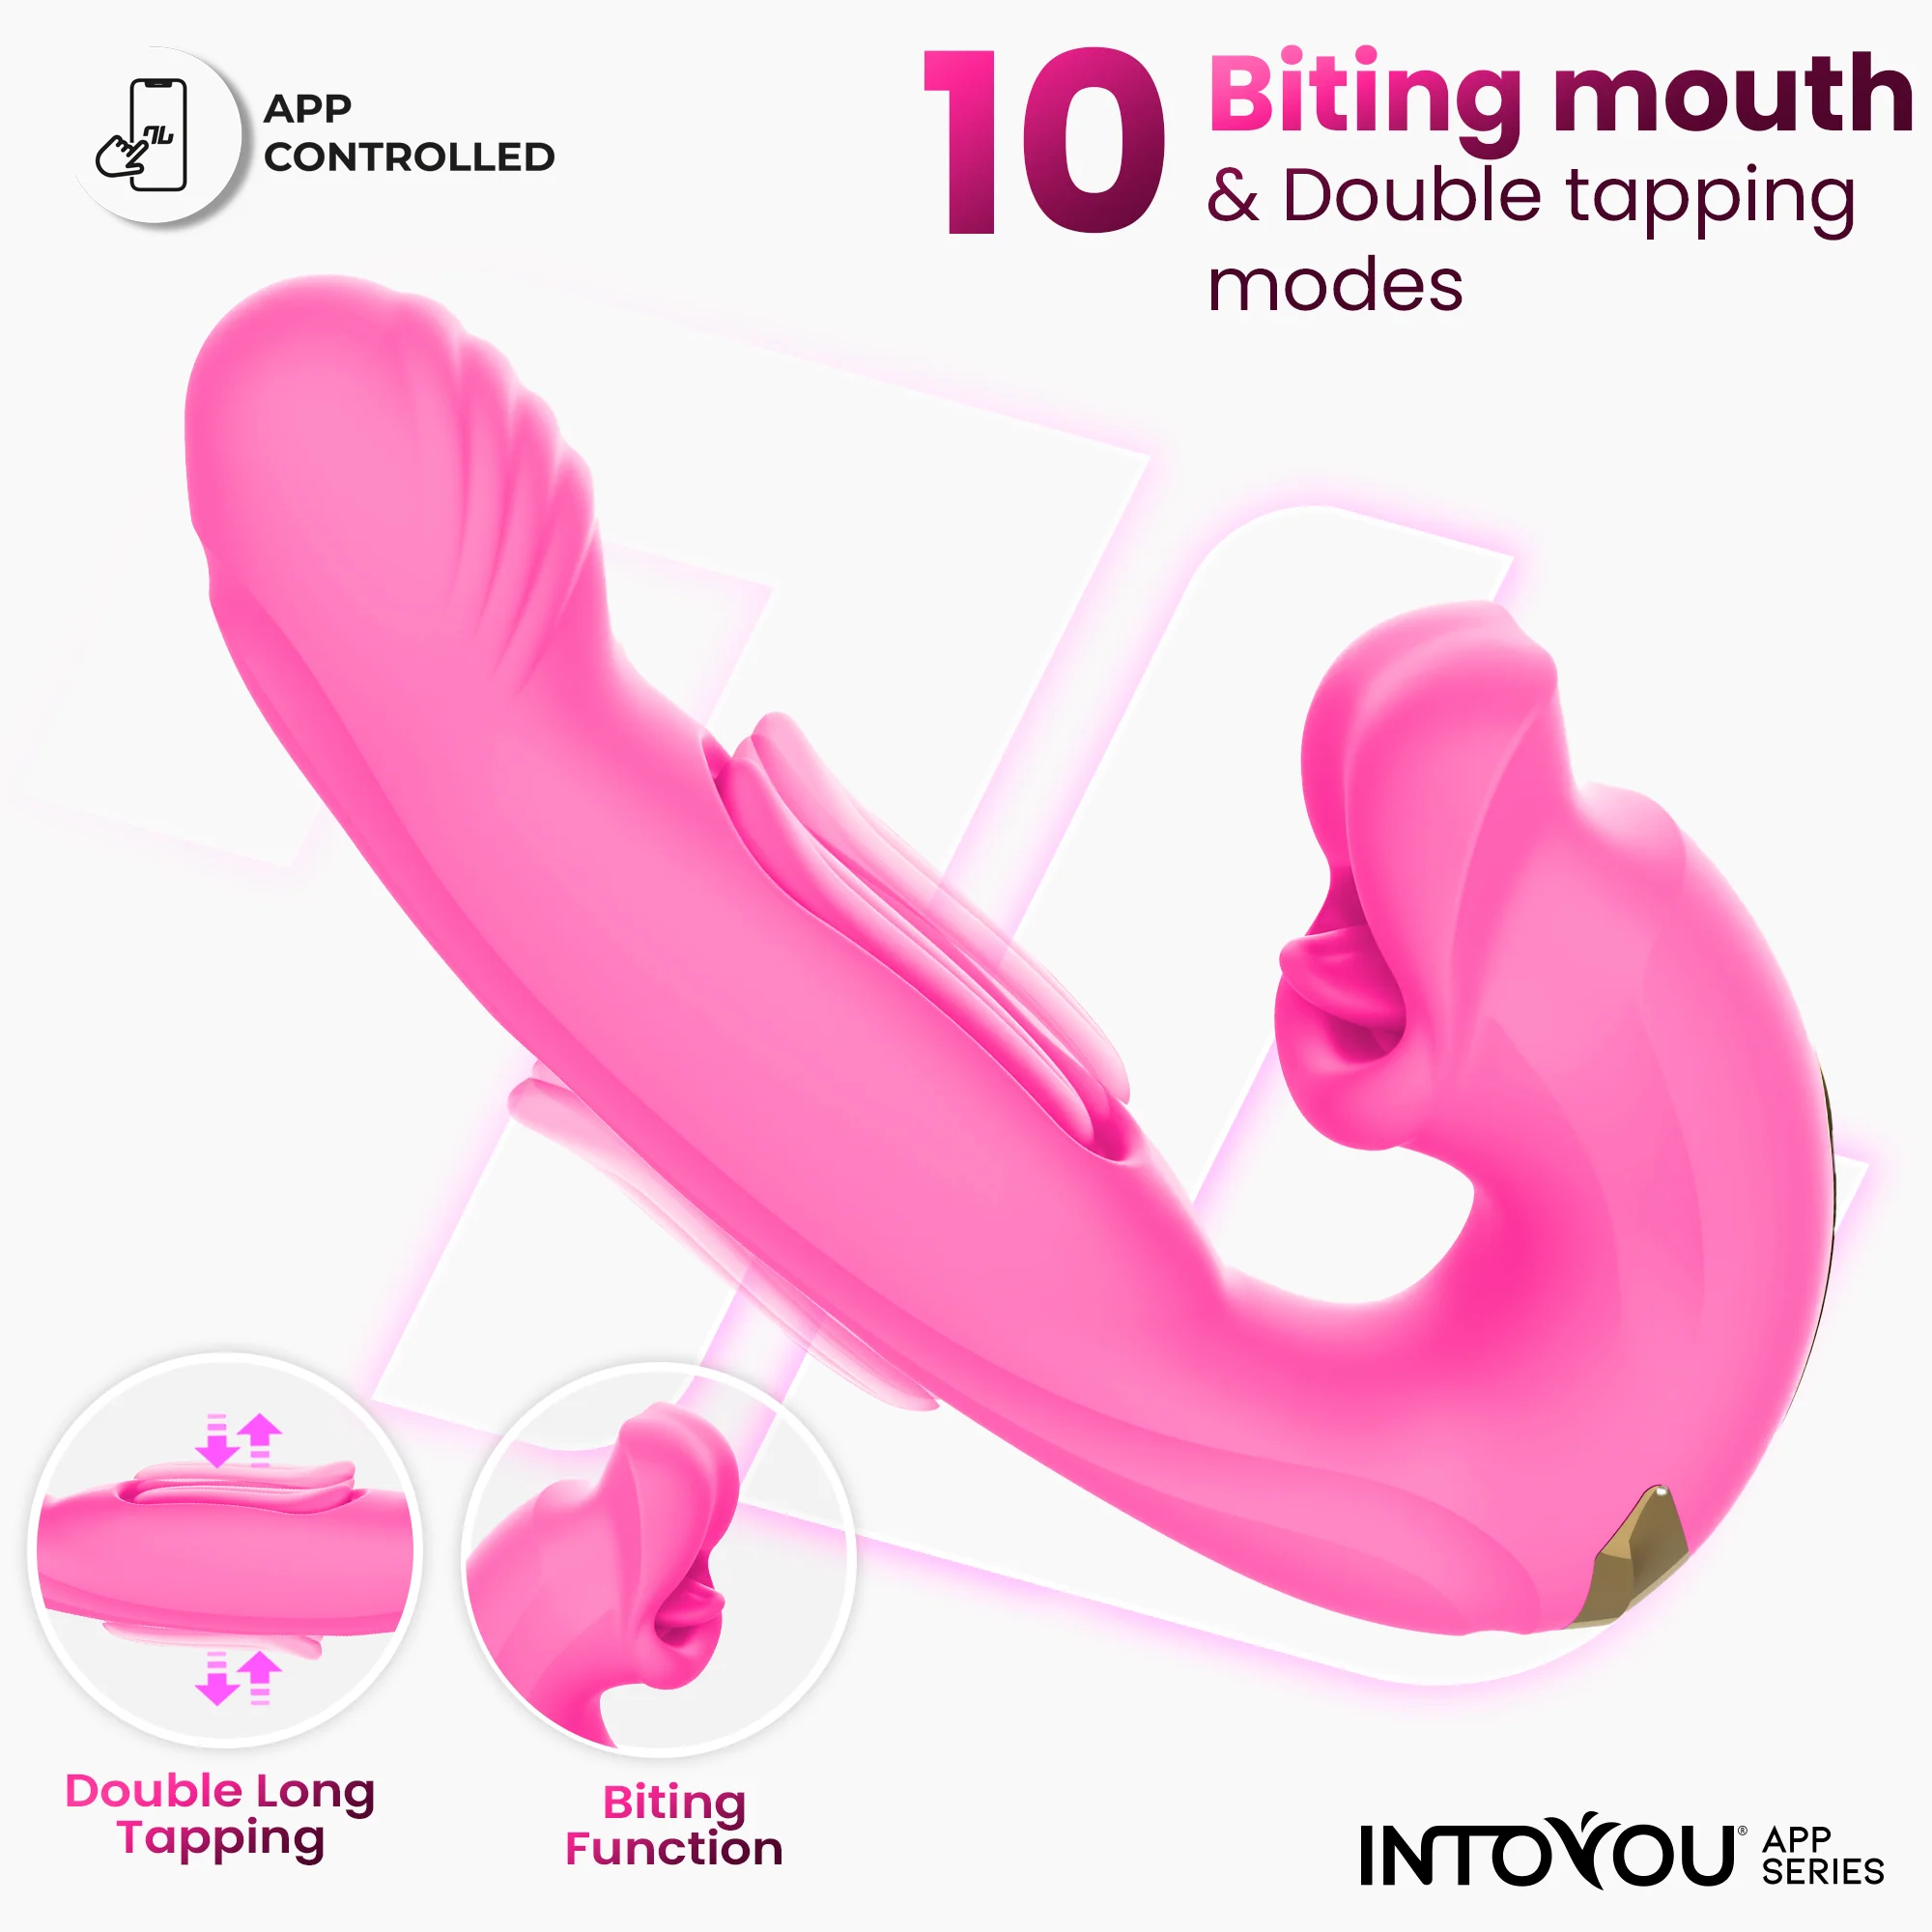 APP
CONTROLLED
10
Biting mouth
& Double tapping
modes
Double Long
Tapping
Biting
Function
INTOYOU® APP
SERIES